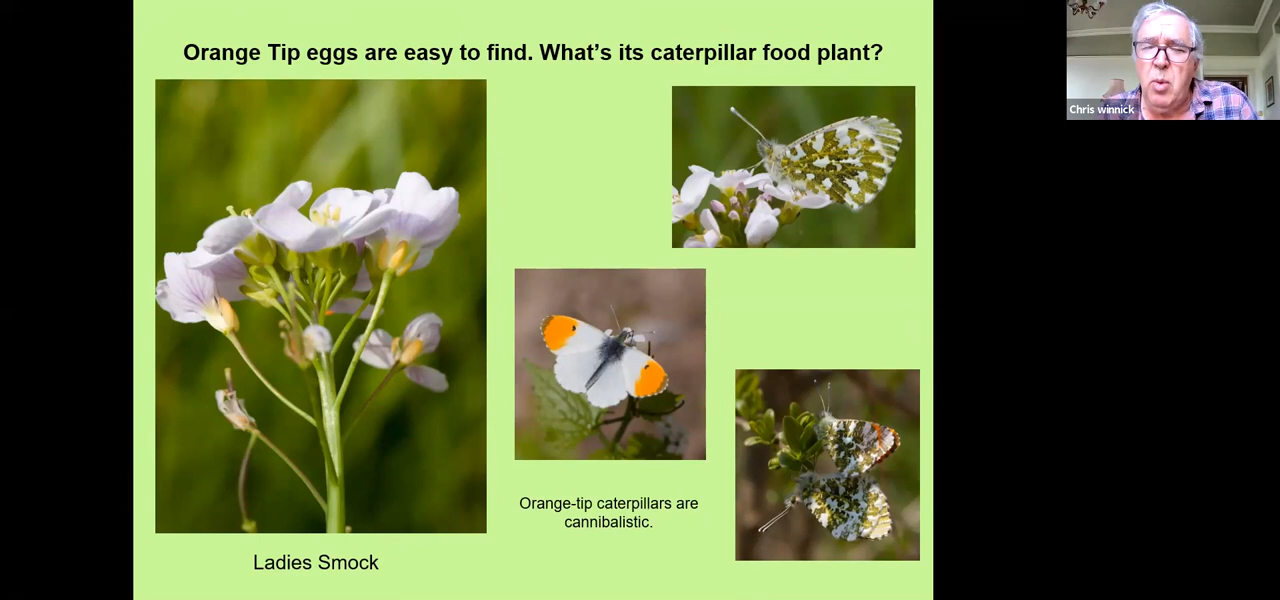 Orange Tip eggs are easy to find. What’s its caterpillar food plant?
Chris winnick
Orange-tip caterpillars are
cannibalistic.
Ladies Smock